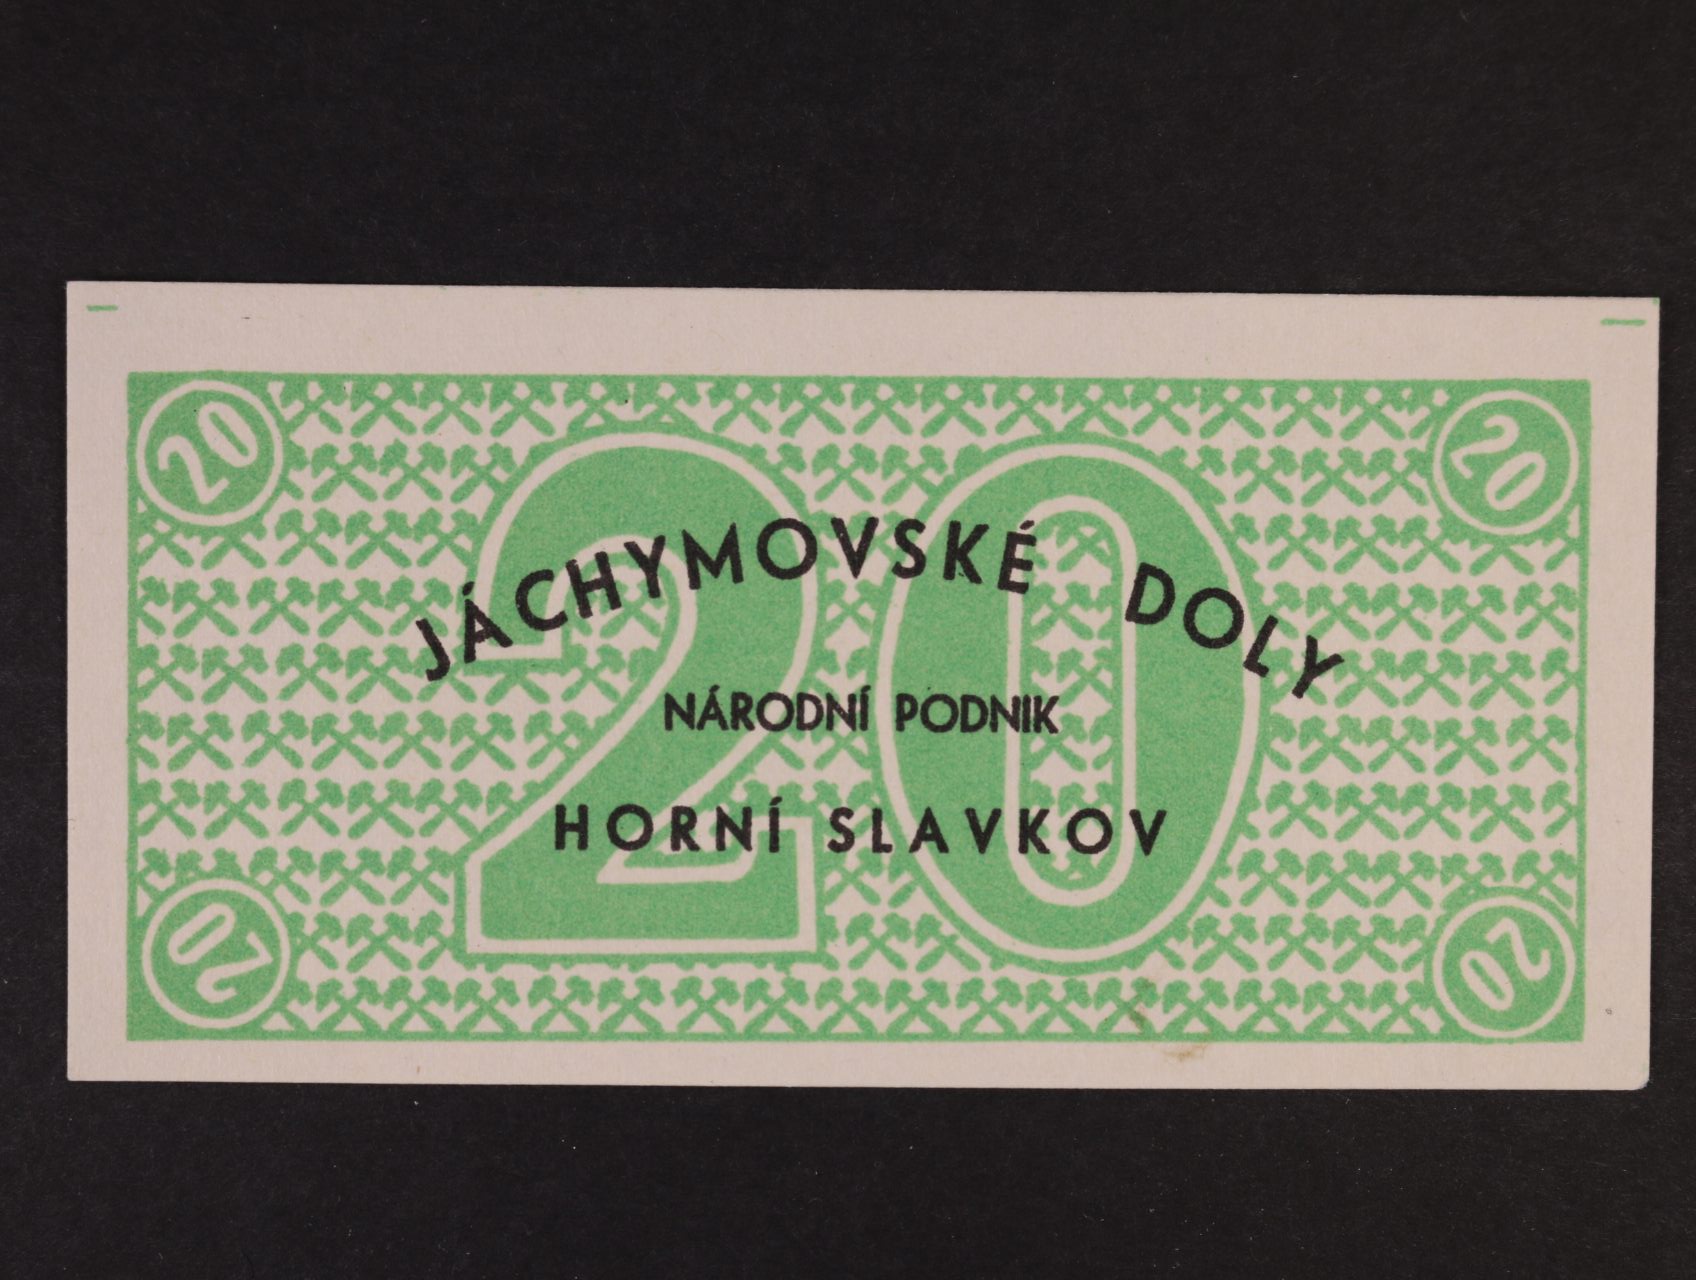 20 20
20
JÁCHYMOVSKÉ DOLY
NÁRODNÍ PODNIK
HORNÍ SLAVKOV
20 20